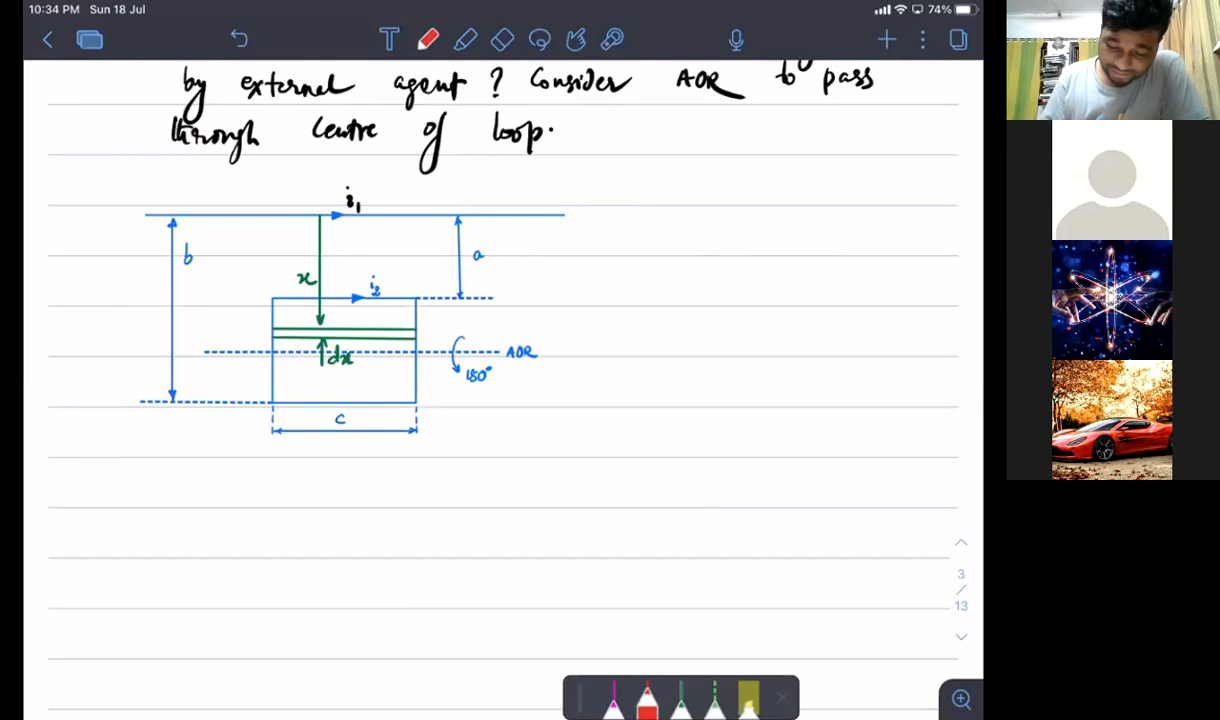 10:34 PM Sun 18 Jul
74%
by external agent ? Consider AOR to pass
through centre of loop.
i1
b
a
x
i2
dx
AOR
180°
c
3
/
13